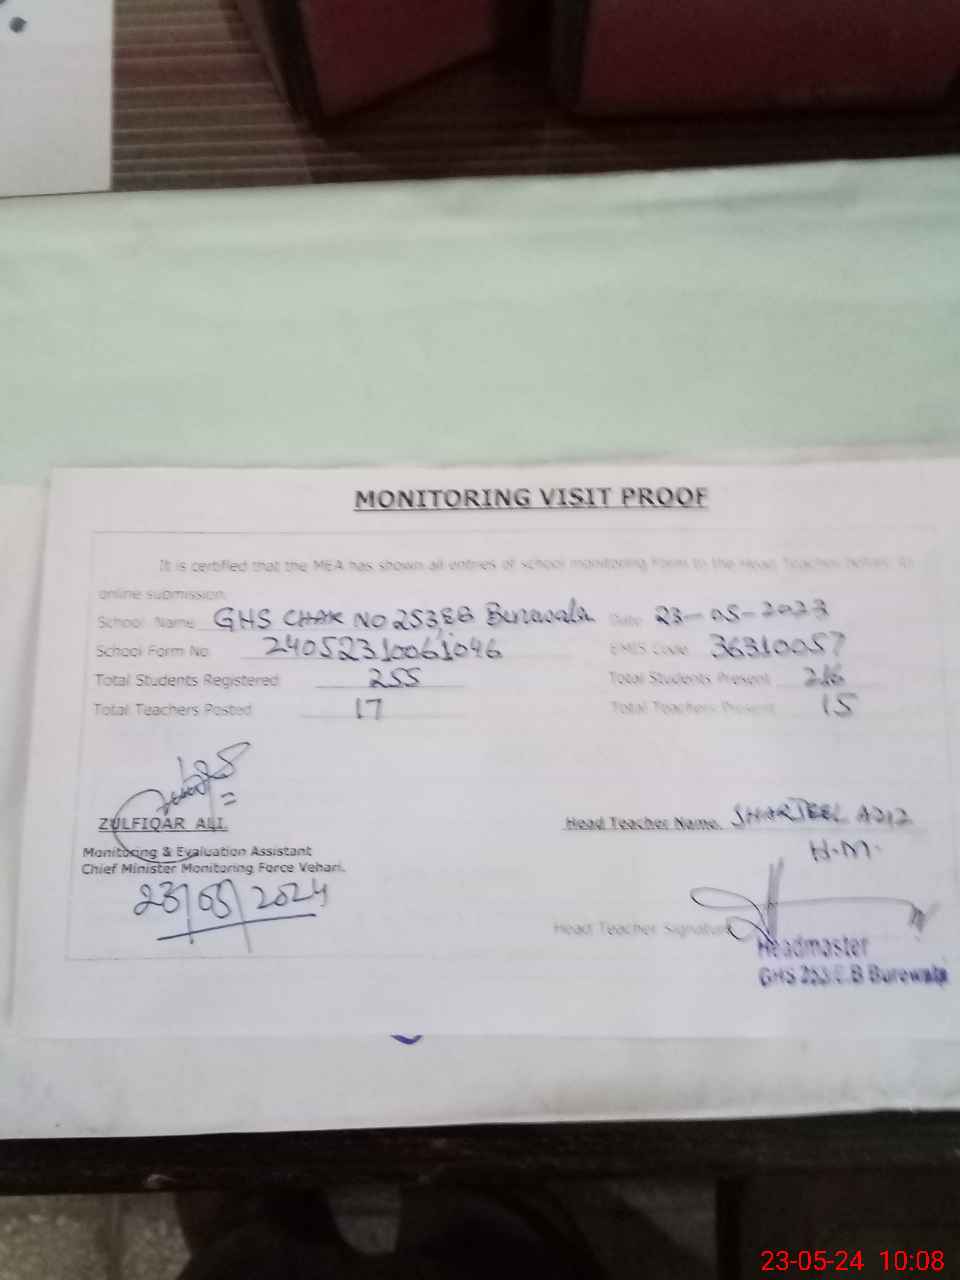 MONITORING VISIT PROOF
It is certified that the MEA has shown all entries of school monitoring Form to the Head Teacher before its
online submission.
School Name GHS CHAK NO 253EB Burewala Date 23-05-2023
School Form No 24052310061046 EMIS Code 36310057
Total Students Registered 255 Total Students Present 216
Total Teachers Posted 17 Total Teachers Present 15
ZULFIQAR ALI. Head Teacher Name. SHARJEEL AZIZ
H.M.
Monitoring & Evaluation Assistant
Chief Minister Monitoring Force Vehari.
23/05/2024
Head Teacher Signature
Headmaster
GHS 253 E.B Burewala
23-05-24 10:08